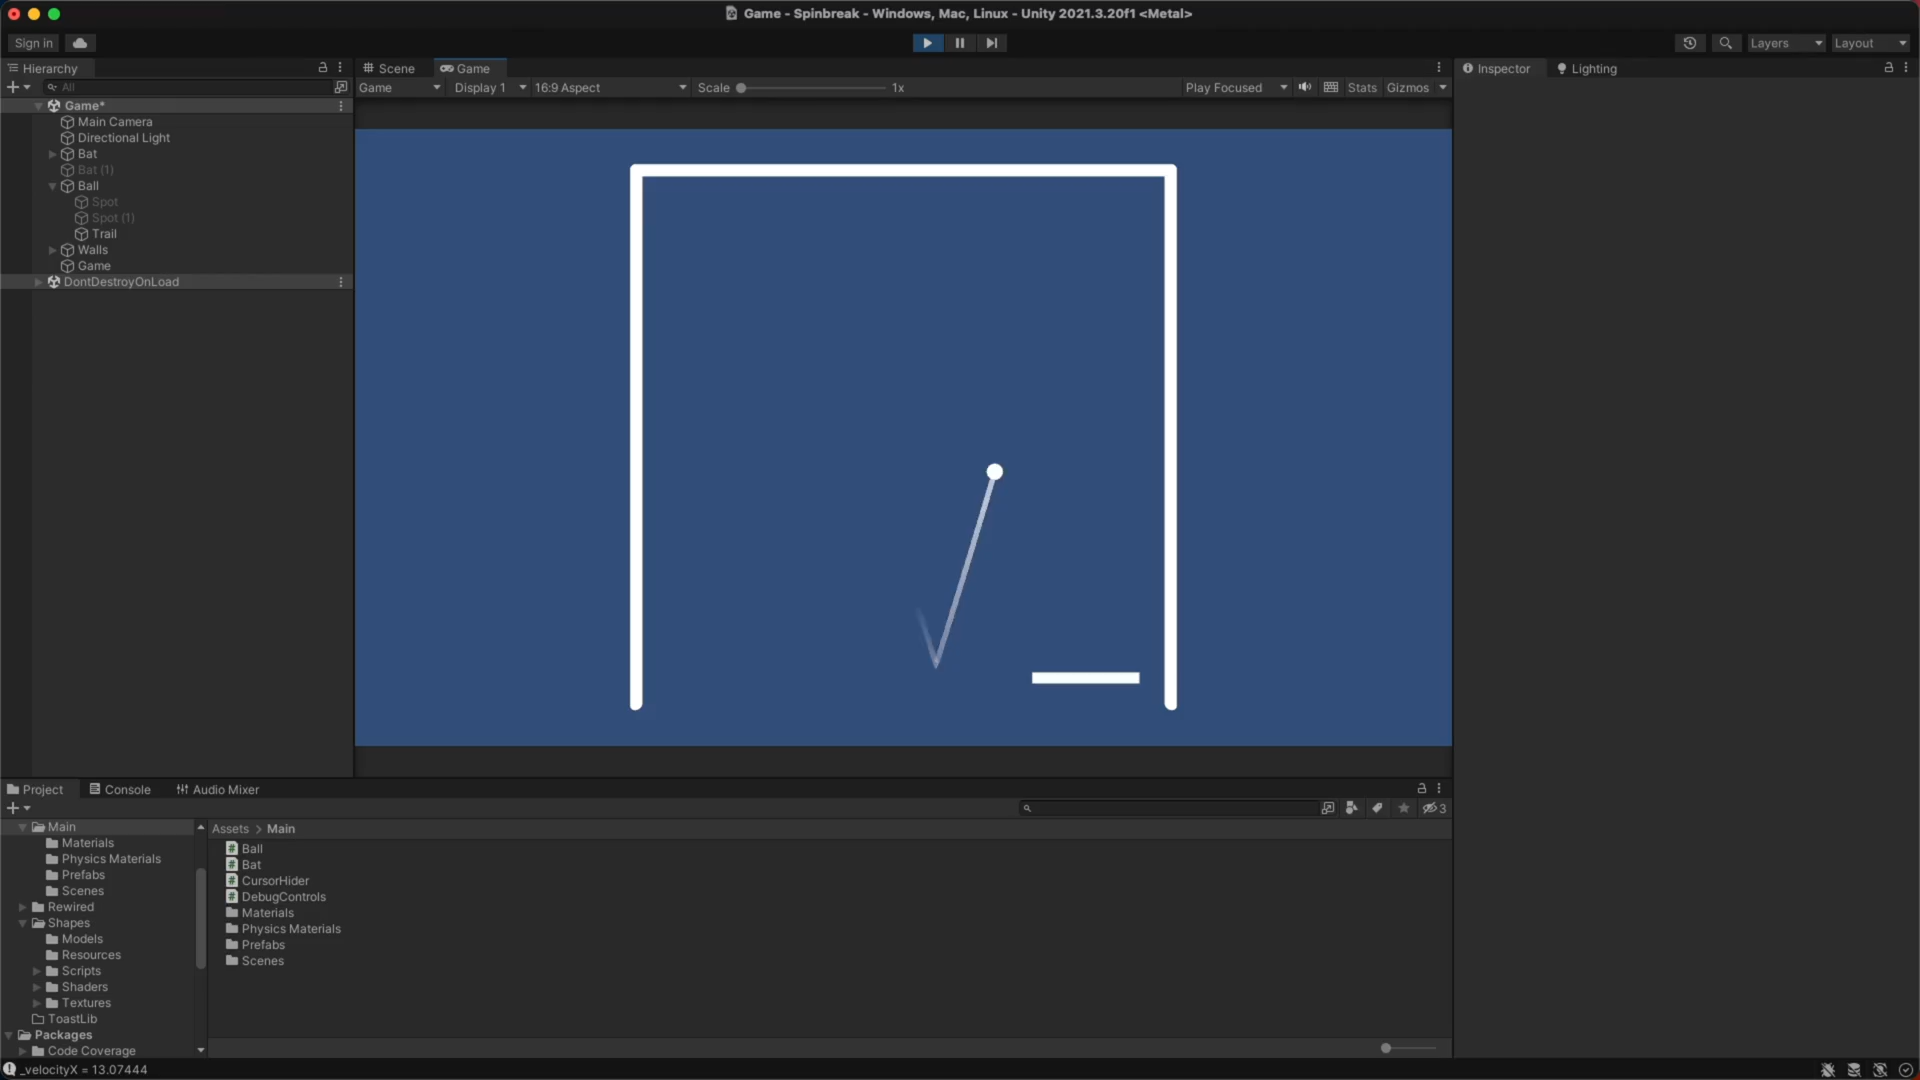 Game - Spinbreak - Windows, Mac, Linux - Unity 2021.3.20f1 <Metal>
Sign in
Layers
Layout
Hierarchy
Scene
Game
Inspector
Lighting
All
Game
Display 1
16:9 Aspect
Scale
1x
Play Focused
Stats
Gizmos
Game*
Main Camera
Directional Light
Bat
Bat (1)
Ball
Spot
Spot (1)
Trail
Walls
Game
DontDestroyOnLoad
Project
Console
Audio Mixer
3
Main
Materials
Physics Materials
Prefabs
Scenes
Rewired
Shapes
Models
Resources
Scripts
Shaders
Textures
ToastLib
Packages
Code Coverage
Assets > Main
Ball
Bat
CursorHider
DebugControls
Materials
Physics Materials
Prefabs
Scenes
_velocityX = 13.07444